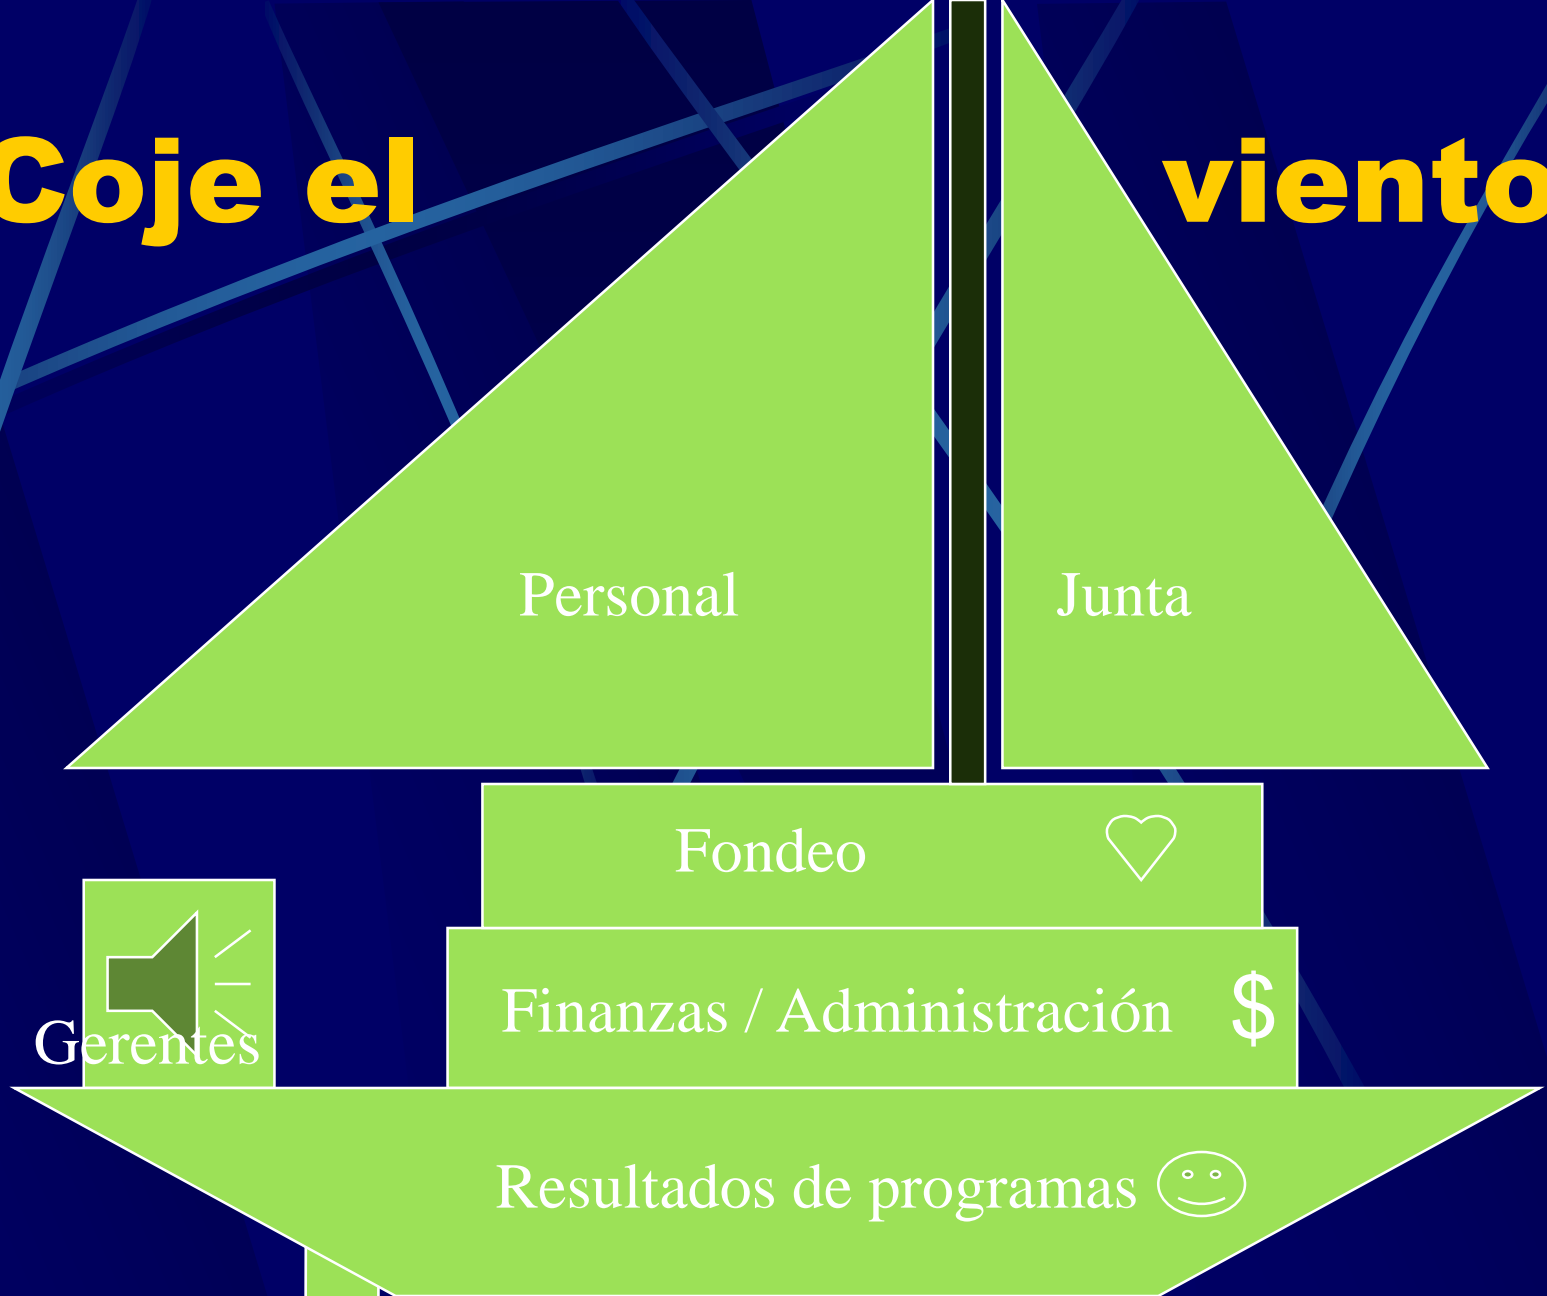 Coje el viento
Personal
Junta
Fondeo
Finanzas / Administración $
Gerentes
Resultados de programas